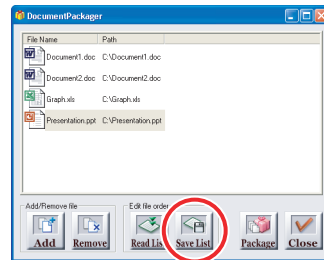 DocumentPackager
File Name Path
Document1.doc C:\Document1.doc
Document2.doc C:\Document2.doc
Graph.xls C:\Graph.xls
Presentation.ppt C:\Presentation.ppt
Add/Remove file Edit file order
Add Remove Read List Save List Package Close